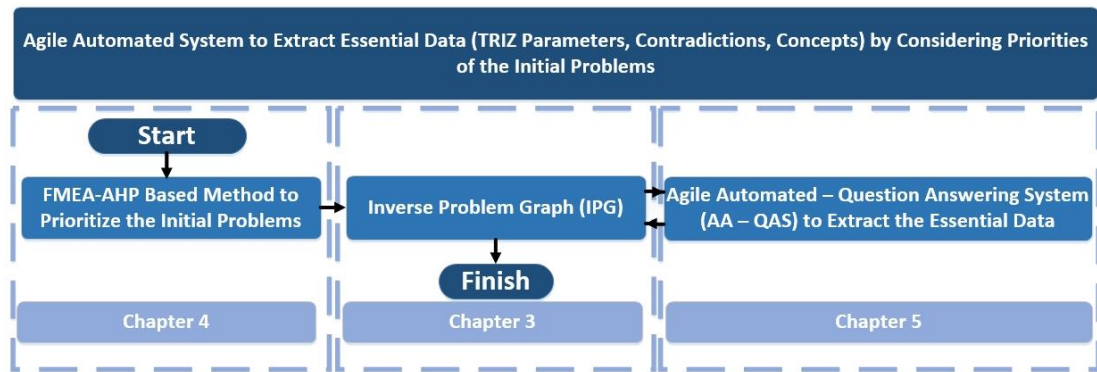 Agile Automated System to Extract Essential Data (TRIZ Parameters, Contradictions, Concepts) by Considering Priorities
of the Initial Problems
Start
FMEA-AHP Based Method to
Prioritize the Initial Problems
Inverse Problem Graph (IPG)
Agile Automated – Question Answering System
(AA – QAS) to Extract the Essential Data
Finish
Chapter 4
Chapter 3
Chapter 5